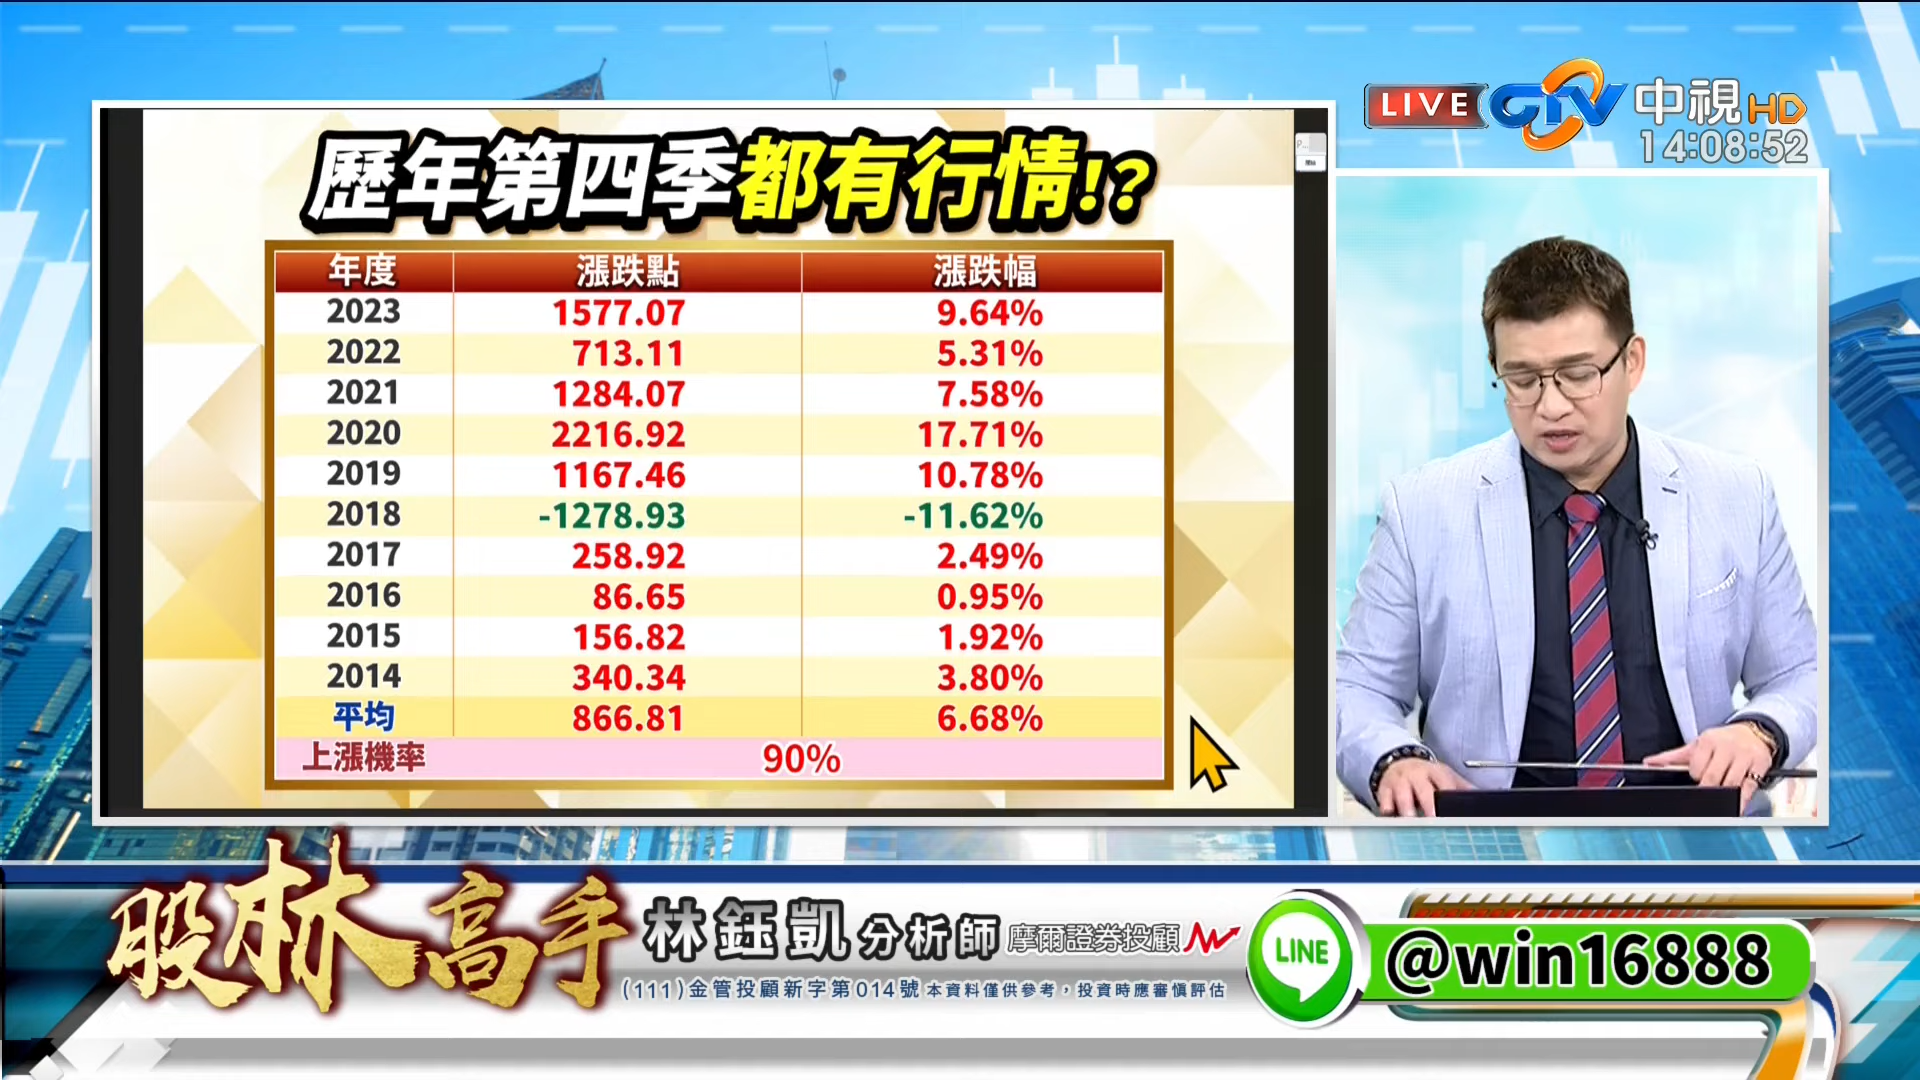 LIVE CTV 中視HD
14:08:52
歷年第四季都有行情!?
年度 漲跌點 漲跌幅
2023 1577.07 9.64%
2022 713.11 5.31%
2021 1284.07 7.58%
2020 2216.92 17.71%
2019 1167.46 10.78%
2018 -1278.93 -11.62%
2017 258.92 2.49%
2016 86.65 0.95%
2015 156.82 1.92%
2014 340.34 3.80%
平均 866.81 6.68%
上漲機率 90%
股林高手
林鈺凱 分析師 摩爾證券投顧
(111)金管投顧新字第014號 本資料僅供參考，投資時應審慎評估
LINE @win16888